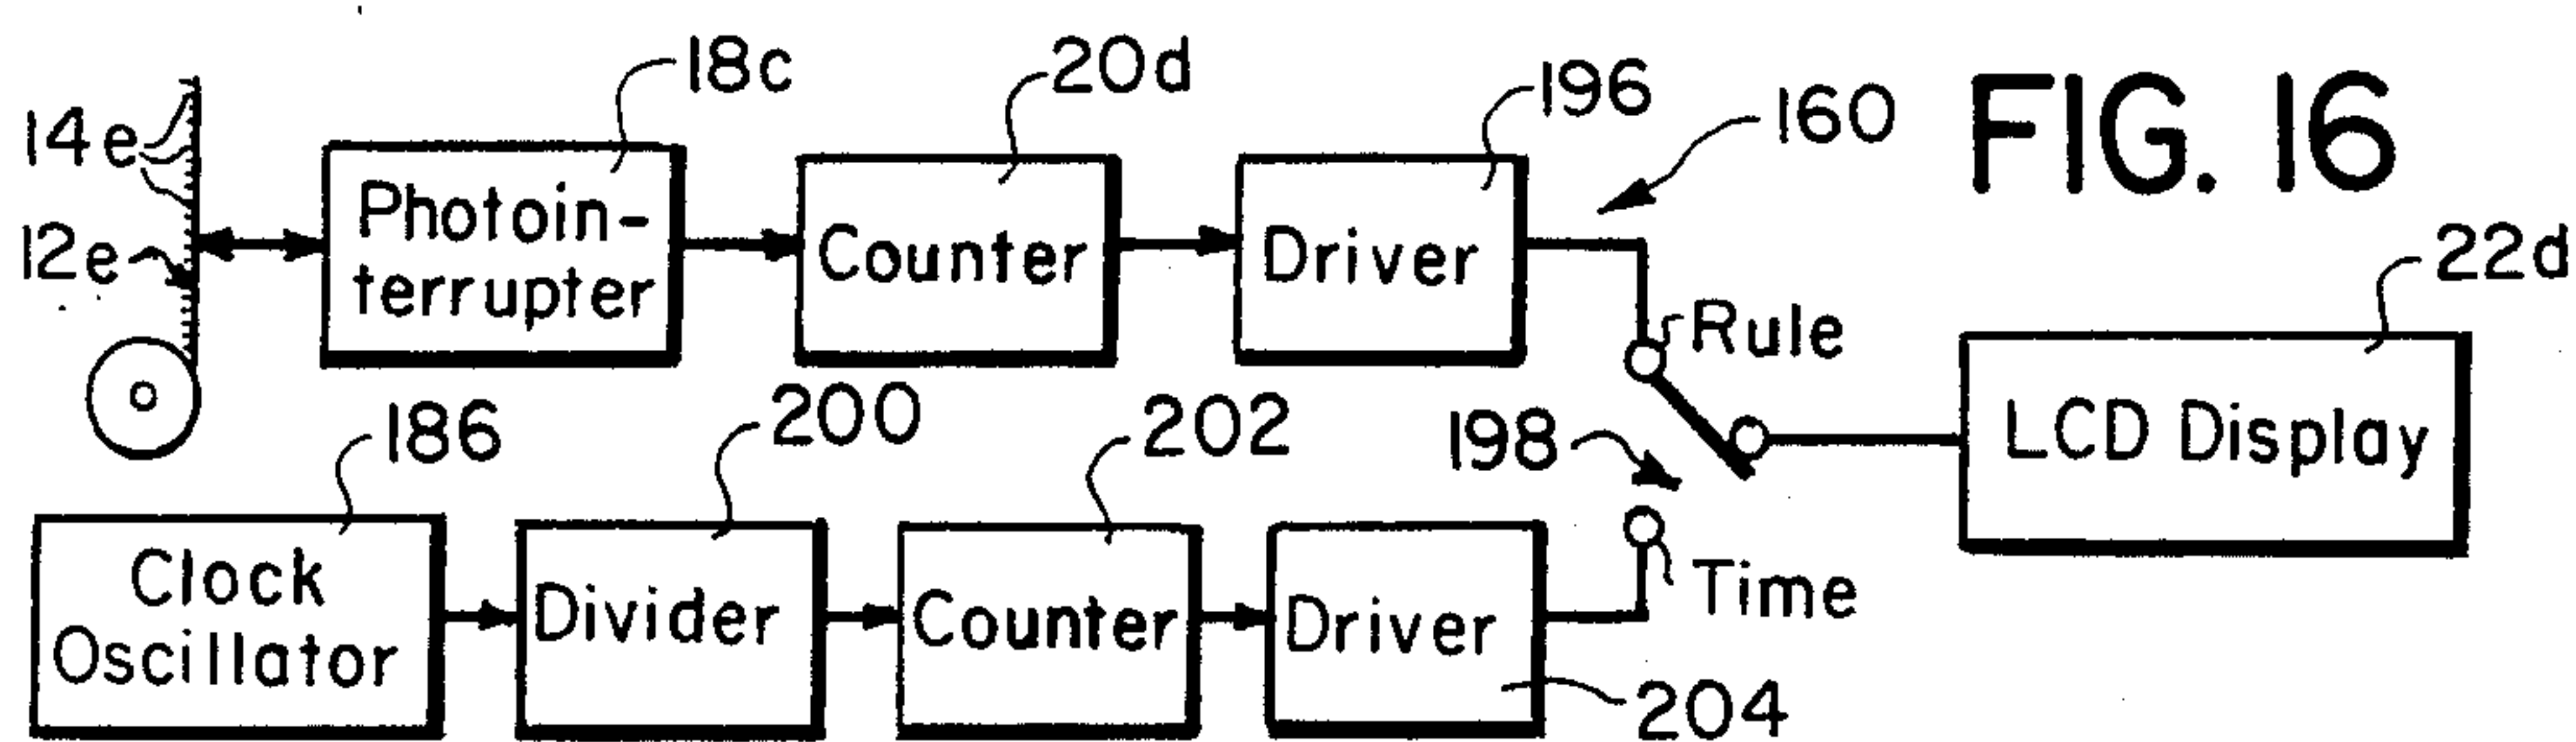 18c
20d
196
160
FIG. 16
14e
12e
Photoin-
terrupter
Counter
Driver
Rule
22d
LCD Display
186
200
202
198
Clock
Oscillator
Divider
Counter
Driver
Time
204